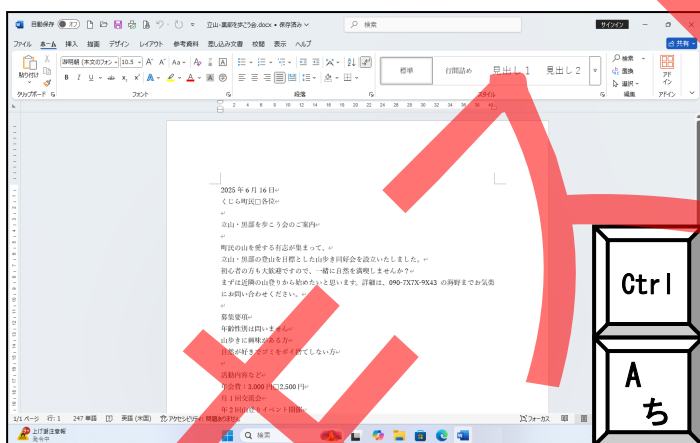 自動保存 オフ 立山・黒部を歩こう会.docx • 保存済み 検索 サインイン
ファイル ホーム 挿入 描画 デザイン レイアウト 参考資料 差し込み文書 校閲 表示 ヘルプ 共有
貼り付け 游明朝 (本文のフォン 10.5 標準 行間詰め 見出し 1 見出し 2 検索 置換 選択 アドイン
クリップボード フォント 段落 スタイル 編集 アドイン
2025 年 6 月 16 日
くじら町民□各位
立山・黒部を歩こう会のご案内
町民の山を愛する有志が集まって、
立山・黒部の登山を目標とした山歩き同好会を設立いたしました。
初心者の方も大歓迎ですので、一緒に自然を満喫しませんか?
まずは近隣の山登りから始めたいと思います。詳細は、090-7X7X-9X43 の海野までお気楽
にお問い合わせください。
募集要項
年齢性別は問いません
山歩きに興味がある方
自然が好きでゴミをポイ捨てしない方
活動内容など
年会費:3,000 円□2,500 円
月 1 回交流会
年 2 回山登りイベント開催
1/1 ページ 行: 1 247 単語 英語 (米国) アクセシビリティ: 問題ありません フォーカス
上げ潮注意報
発令中
検索
Ctrl
A
ち